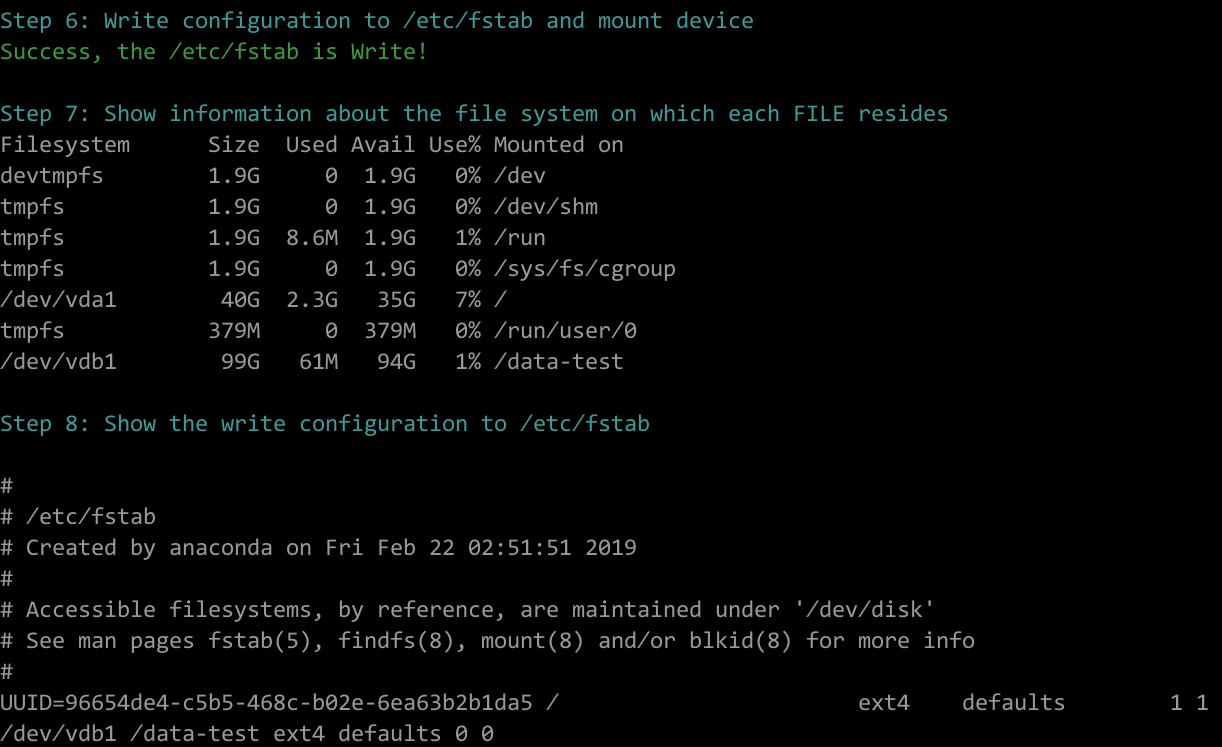 Step 6: Write configuration to /etc/fstab and mount device
Success, the /etc/fstab is Write!
Step 7: Show information about the file system on which each FILE resides
Filesystem      Size  Used Avail Use% Mounted on
devtmpfs        1.9G     0  1.9G   0% /dev
tmpfs           1.9G     0  1.9G   0% /dev/shm
tmpfs           1.9G  8.6M  1.9G   1% /run
tmpfs           1.9G     0  1.9G   0% /sys/fs/cgroup
/dev/vda1        40G  2.3G   35G   7% /
tmpfs           379M     0  379M   0% /run/user/0
/dev/vdb1        99G   61M   94G   1% /data-test
Step 8: Show the write configuration to /etc/fstab
#
# /etc/fstab
# Created by anaconda on Fri Feb 22 02:51:51 2019
#
# Accessible filesystems, by reference, are maintained under '/dev/disk'
# See man pages fstab(5), findfs(8), mount(8) and/or blkid(8) for more info
#
UUID=96654de4-c5b5-468c-b02e-6ea63b2b1da5 /                       ext4    defaults        1 1
/dev/vdb1 /data-test ext4 defaults 0 0